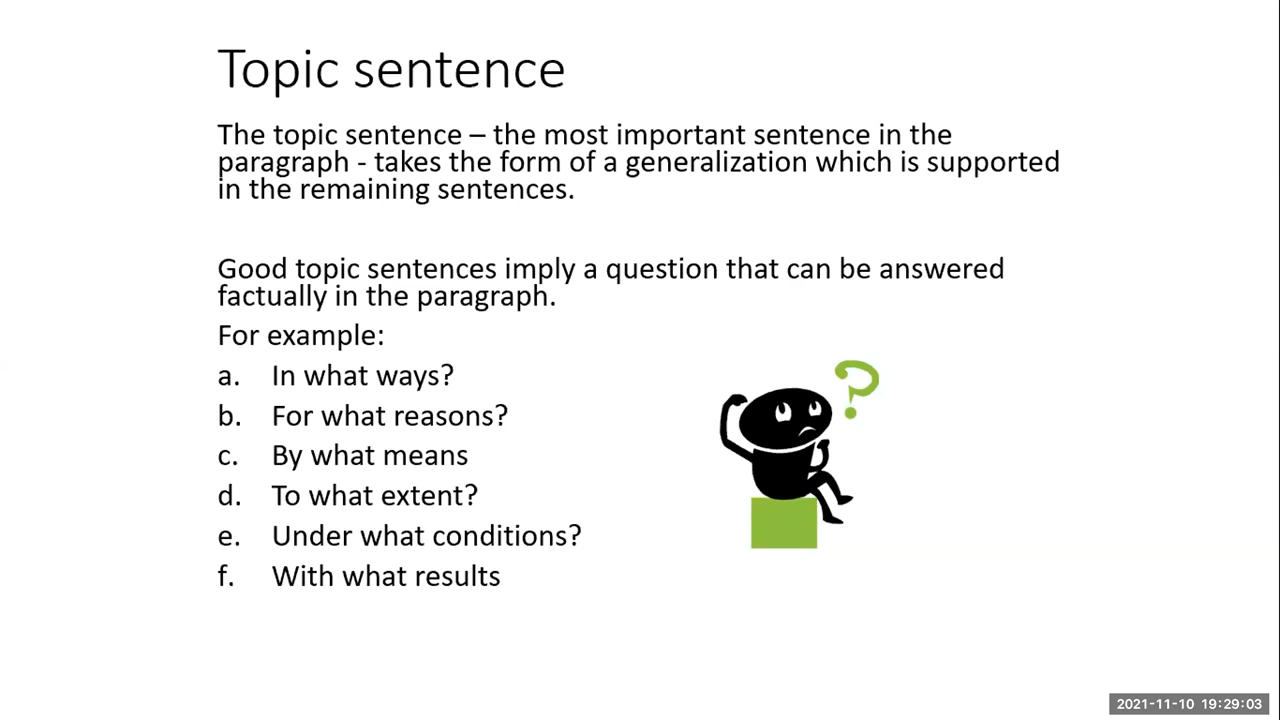 Topic sentence
The topic sentence – the most important sentence in the
paragraph - takes the form of a generalization which is supported
in the remaining sentences.
Good topic sentences imply a question that can be answered
factually in the paragraph.
For example:
a. In what ways?
b. For what reasons?
c. By what means
d. To what extent?
e. Under what conditions?
f. With what results
?
2021-11-10 19:29:03